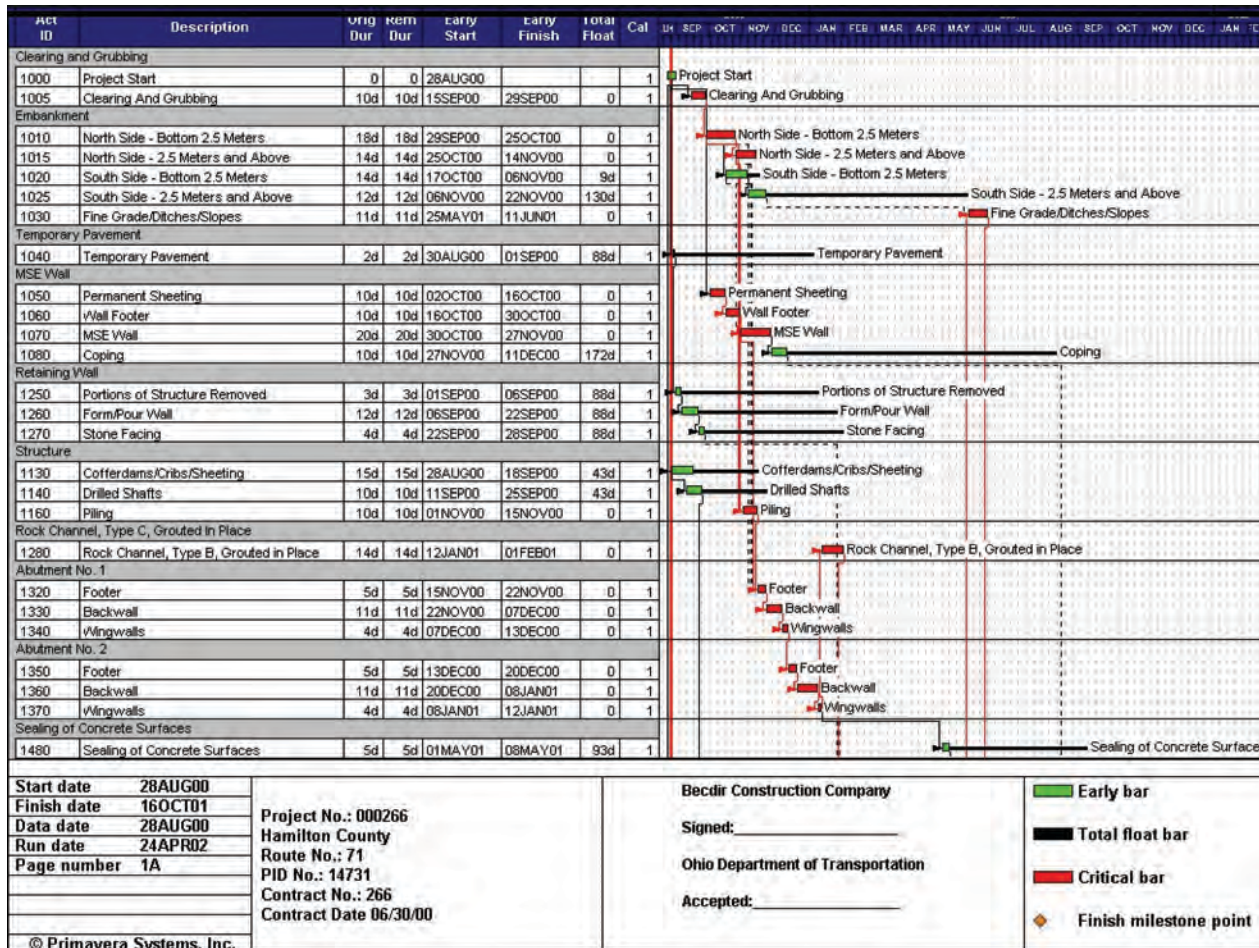 Act ID Description Orig Dur Rem Dur Early Start Early Finish Total Float Cal SEP OCT NOV DEC JAN FEB MAR APR MAY JUN JUL AUG SEP OCT NOV DEC JAN
Clearing and Grubbing
1000 Project Start 0 0 28AUG00 1 Project Start
1005 Clearing And Grubbing 10d 10d 15SEP00 29SEP00 0 1 Clearing And Grubbing
Embankment
1010 North Side - Bottom 2.5 Meters 18d 18d 29SEP00 25OCT00 0 1 North Side - Bottom 2.5 Meters
1015 North Side - 2.5 Meters and Above 14d 14d 25OCT00 14NOV00 0 1 North Side - 2.5 Meters and Above
1020 South Side - Bottom 2.5 Meters 14d 14d 17OCT00 06NOV00 9d 1 South Side - Bottom 2.5 Meters
1025 South Side - 2.5 Meters and Above 12d 12d 06NOV00 22NOV00 130d 1 South Side - 2.5 Meters and Above
1030 Fine Grade/Ditches/Slopes 11d 11d 25MAY01 11JUN01 0 1 Fine Grade/Ditches/Slopes
Temporary Pavement
1040 Temporary Pavement 2d 2d 30AUG00 01SEP00 88d 1 Temporary Pavement
MSE Wall
1050 Permanent Sheeting 10d 10d 02OCT00 16OCT00 0 1 Permanent Sheeting
1060 Wall Footer 10d 10d 16OCT00 30OCT00 0 1 Wall Footer
1070 MSE Wall 20d 20d 30OCT00 27NOV00 0 1 MSE Wall
1080 Coping 10d 10d 27NOV00 11DEC00 172d 1 Coping
Retaining Wall
1250 Portions of Structure Removed 3d 3d 01SEP00 06SEP00 88d 1 Portions of Structure Removed
1260 Form/Pour Wall 12d 12d 06SEP00 22SEP00 88d 1 Form/Pour Wall
1270 Stone Facing 4d 4d 22SEP00 28SEP00 88d 1 Stone Facing
Structure
1130 Cofferdams/Cribs/Sheeting 15d 15d 28AUG00 18SEP00 43d 1 Cofferdams/Cribs/Sheeting
1140 Drilled Shafts 10d 10d 11SEP00 25SEP00 43d 1 Drilled Shafts
1160 Piling 10d 10d 01NOV00 15NOV00 0 1 Piling
Rock Channel, Type C, Grouted In Place
1280 Rock Channel, Type B, Grouted in Place 14d 14d 12JAN01 01FEB01 0 1 Rock Channel, Type B, Grouted in Place
Abutment No. 1
1320 Footer 5d 5d 15NOV00 22NOV00 0 1 Footer
1330 Backwall 11d 11d 22NOV00 07DEC00 0 1 Backwall
1340 Wingwalls 4d 4d 07DEC00 13DEC00 0 1 Wingwalls
Abutment No. 2
1350 Footer 5d 5d 13DEC00 20DEC00 0 1 Footer
1360 Backwall 11d 11d 20DEC00 08JAN01 0 1 Backwall
1370 Wingwalls 4d 4d 08JAN01 12JAN01 0 1 Wingwalls
Sealing of Concrete Surfaces
1480 Sealing of Concrete Surfaces 5d 5d 01MAY01 08MAY01 93d 1 Sealing of Concrete Surface
Start date 28AUG00
Finish date 16OCT01
Data date 28AUG00
Run date 24APR02
Page number 1A
© Primavera Systems, Inc.
Project No.: 000266
Hamilton County
Route No.: 71
PID No.: 14731
Contract No.: 266
Contract Date 06/30/00
Becdir Construction Company
Signed:
Ohio Department of Transportation
Accepted:
Early bar
Total float bar
Critical bar
Finish milestone point